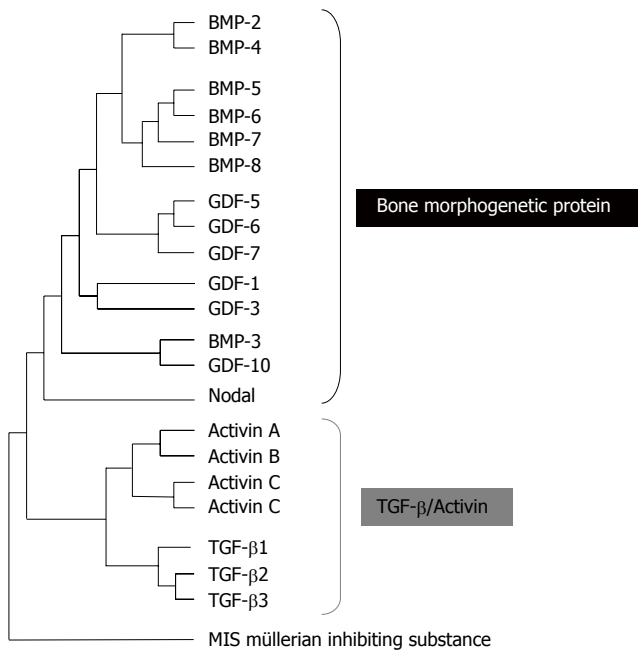 BMP-2
BMP-4
BMP-5
BMP-6
BMP-7
BMP-8
GDF-5
GDF-6
GDF-7
GDF-1
GDF-3
BMP-3
GDF-10
Nodal
Bone morphogenetic protein
Activin A
Activin B
Activin C
Activin C
TGF-β1
TGF-β2
TGF-β3
TGF-β/Activin
MIS müllerian inhibiting substance